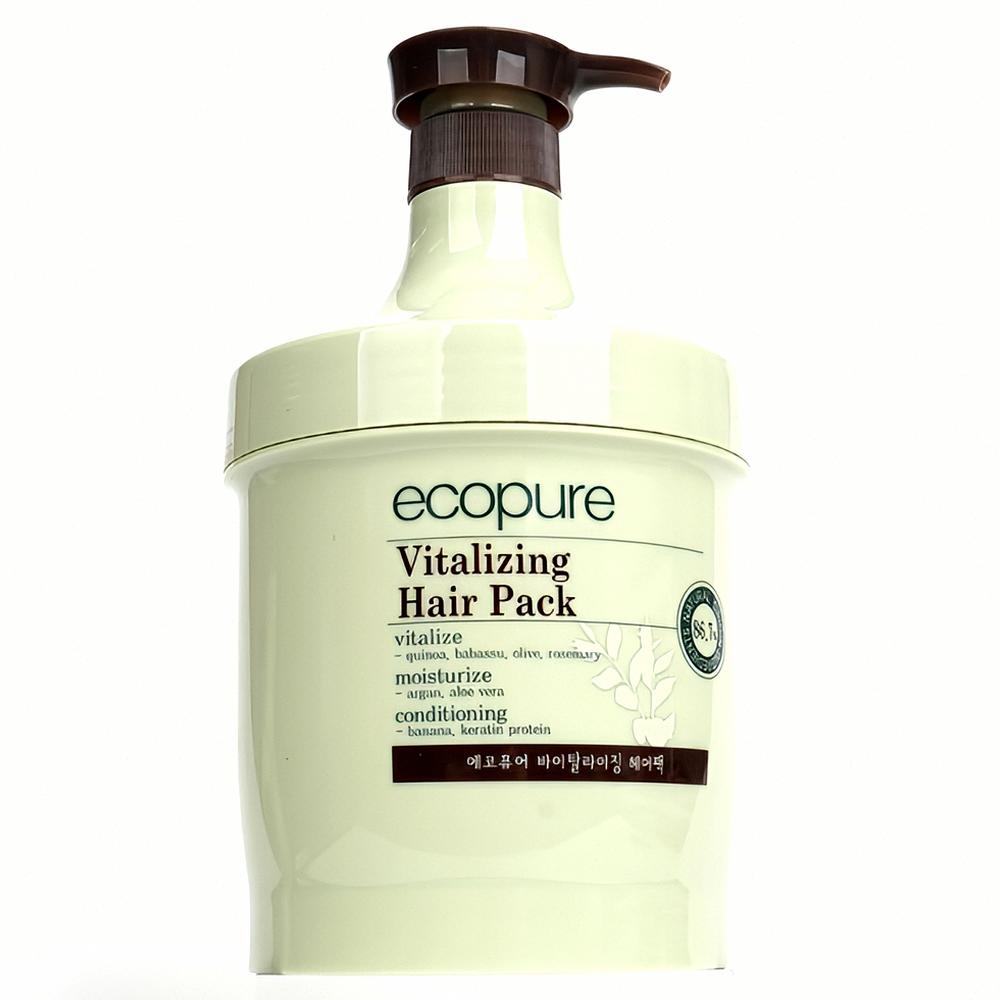 ecopure
Vitalizing
Hair Pack
vitalize
- quinoa, babassu, olive, rosemary
moisturize
- argan, aloe vera
conditioning
- banana, keratin protein
에코퓨어 바이탈라이징 헤어팩